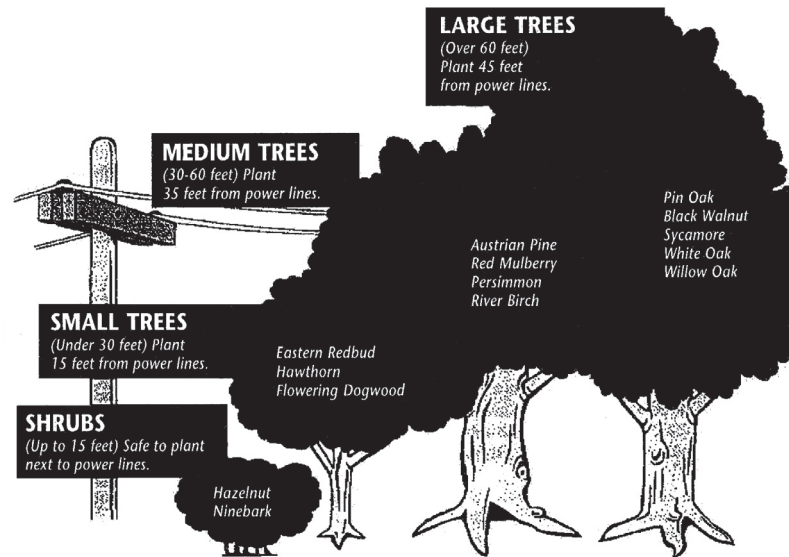 LARGE TREES
(Over 60 feet)
Plant 45 feet
from power lines.
MEDIUM TREES
(30-60 feet) Plant
35 feet from power lines.
Pin Oak
Black Walnut
Sycamore
White Oak
Willow Oak
Austrian Pine
Red Mulberry
Persimmon
River Birch
SMALL TREES
(Under 30 feet) Plant
15 feet from power lines.
Eastern Redbud
Hawthorn
Flowering Dogwood
SHRUBS
(Up to 15 feet) Safe to plant
next to power lines.
Hazelnut
Ninebark